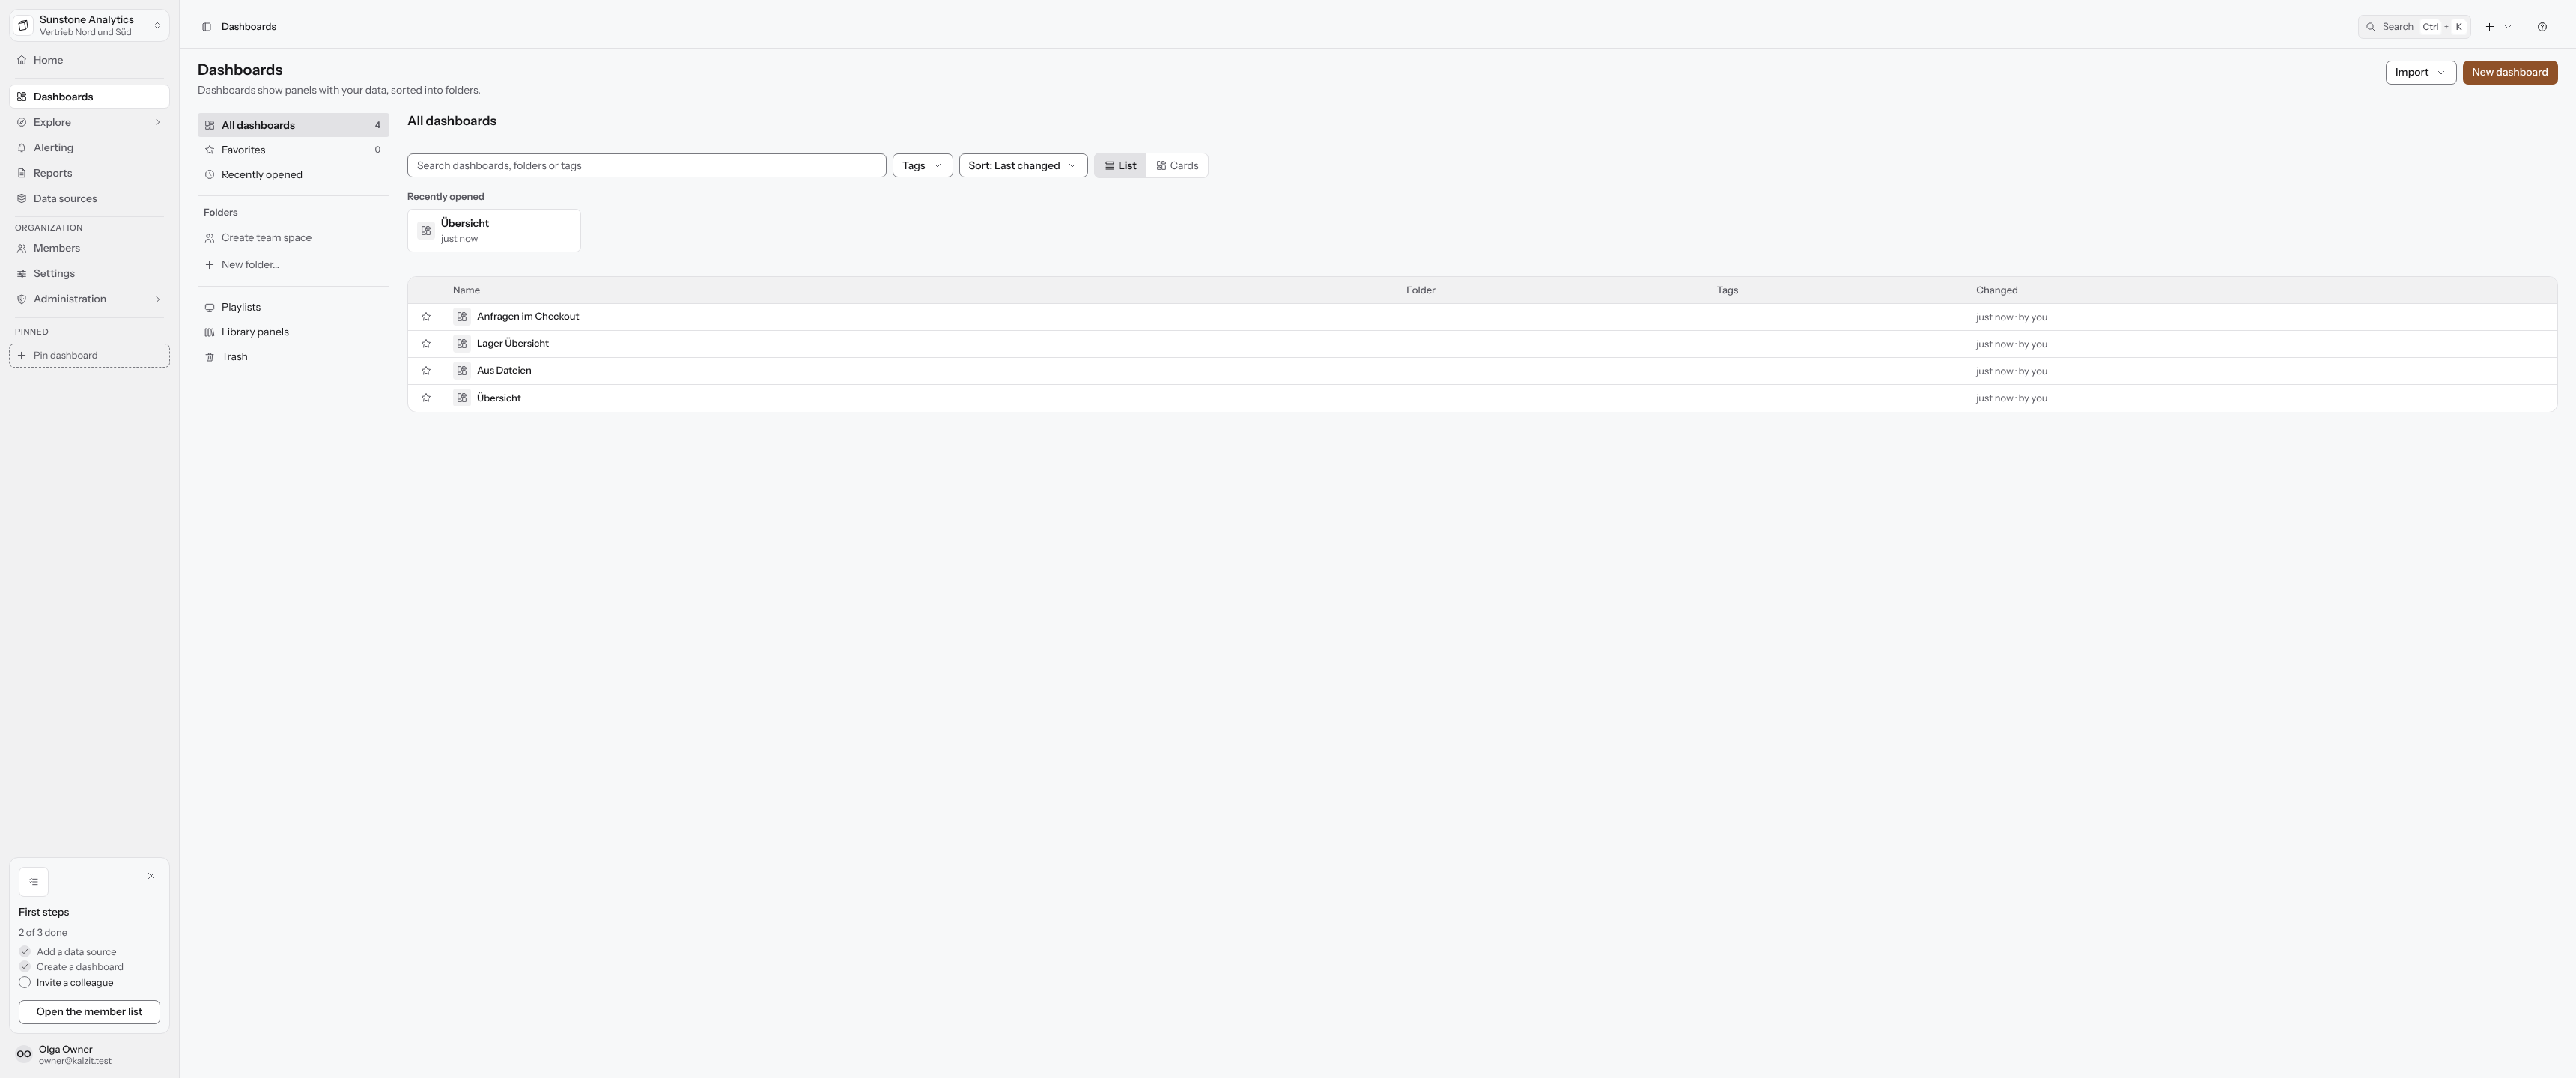 Sunstone Analytics
Vertrieb Nord und Süd
Home
Dashboards
Explore
Alerting
Reports
Data sources
ORGANIZATION
Members
Settings
Administration
PINNED
Pin dashboard
First steps
2 of 3 done
Add a data source
Create a dashboard
Invite a colleague
Open the member list
OO
Olga Owner
owner@kalzit.test
Dashboards
Search Ctrl + K
Dashboards
Dashboards show panels with your data, sorted into folders.
Import
New dashboard
All dashboards 4
Favorites 0
Recently opened
Folders
Create team space
New folder...
Playlists
Library panels
Trash
All dashboards
Search dashboards, folders or tags
Tags
Sort: Last changed
List
Cards
Recently opened
Übersicht
just now
Name Folder Tags Changed
Anfragen im Checkout just now · by you
Lager Übersicht just now · by you
Aus Dateien just now · by you
Übersicht just now · by you